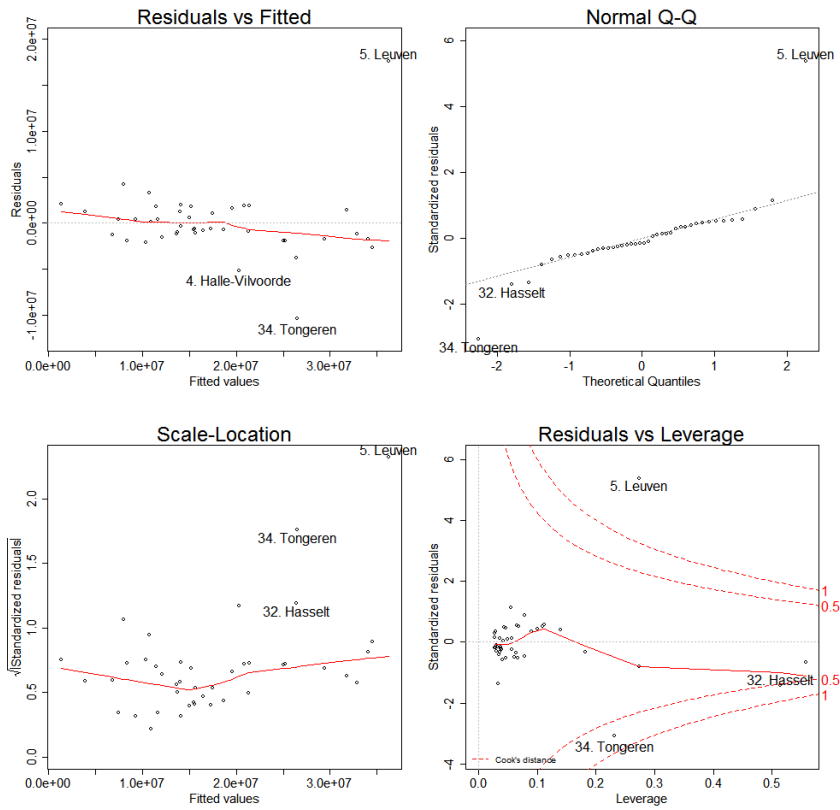 Residuals vs Fitted
Residuals
2.0e+07
1.0e+07
0.0e+00
-1.0e+07
5. Leuven
4. Halle-Vilvoorde
34. Tongeren
0.0e+00 1.0e+07 2.0e+07 3.0e+07
Fitted values
Normal Q-Q
Standardized residuals
6
4
2
0
-2
5. Leuven
32. Hasselt
34. Tongeren
-2 -1 0 1 2
Theoretical Quantiles
Scale-Location
√|Standardized residuals|
2.0
1.5
1.0
0.5
0.0
5. Leuven
34. Tongeren
32. Hasselt
0.0e+00 1.0e+07 2.0e+07 3.0e+07
Fitted values
Residuals vs Leverage
Standardized residuals
6
4
2
0
-2
-4
5. Leuven
1
0.5
32. Hasselt
0.5
1
34. Tongeren
Cook's distance
0.0 0.1 0.2 0.3 0.4 0.5
Leverage